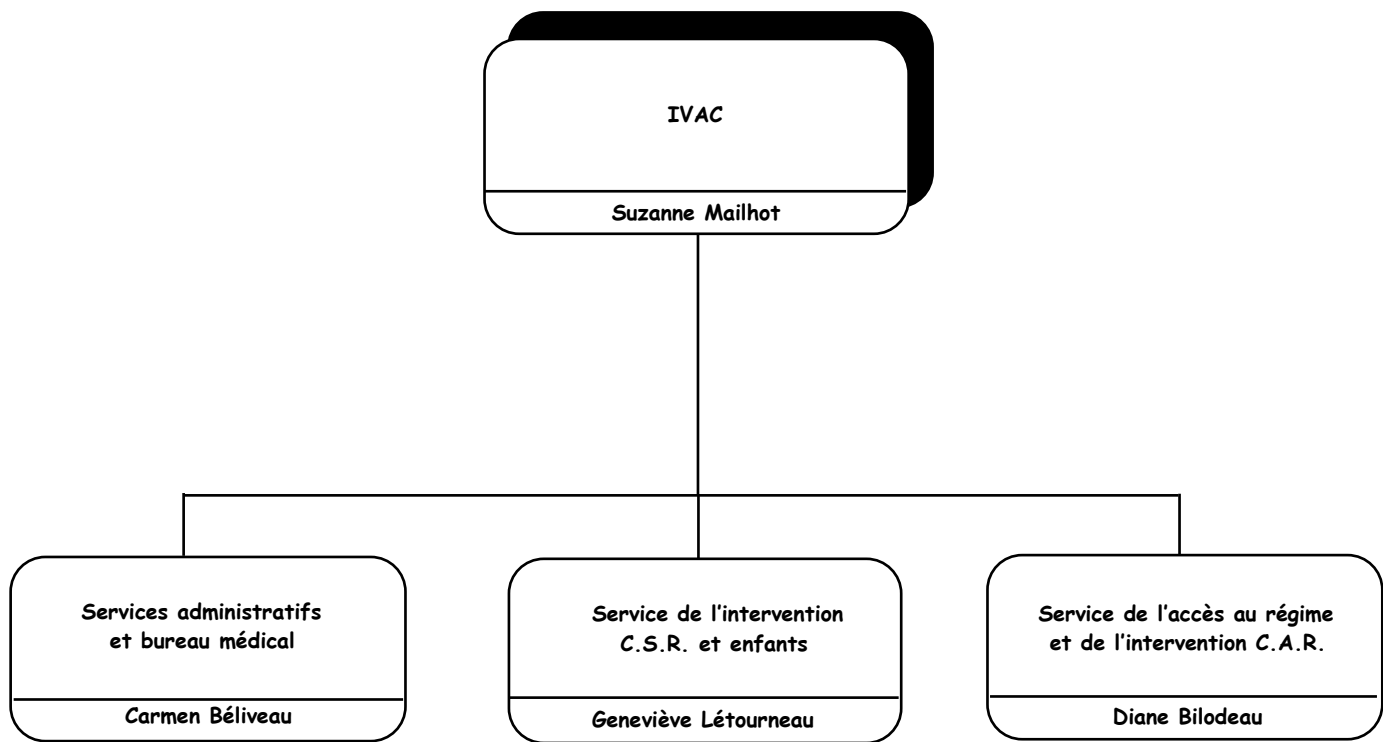 IVAC
Suzanne Mailhot
Services administratifs
et bureau médical
Carmen Béliveau
Service de l'intervention
C.S.R. et enfants
Geneviève Létourneau
Service de l'accès au régime
et de l'intervention C.A.R.
Diane Bilodeau